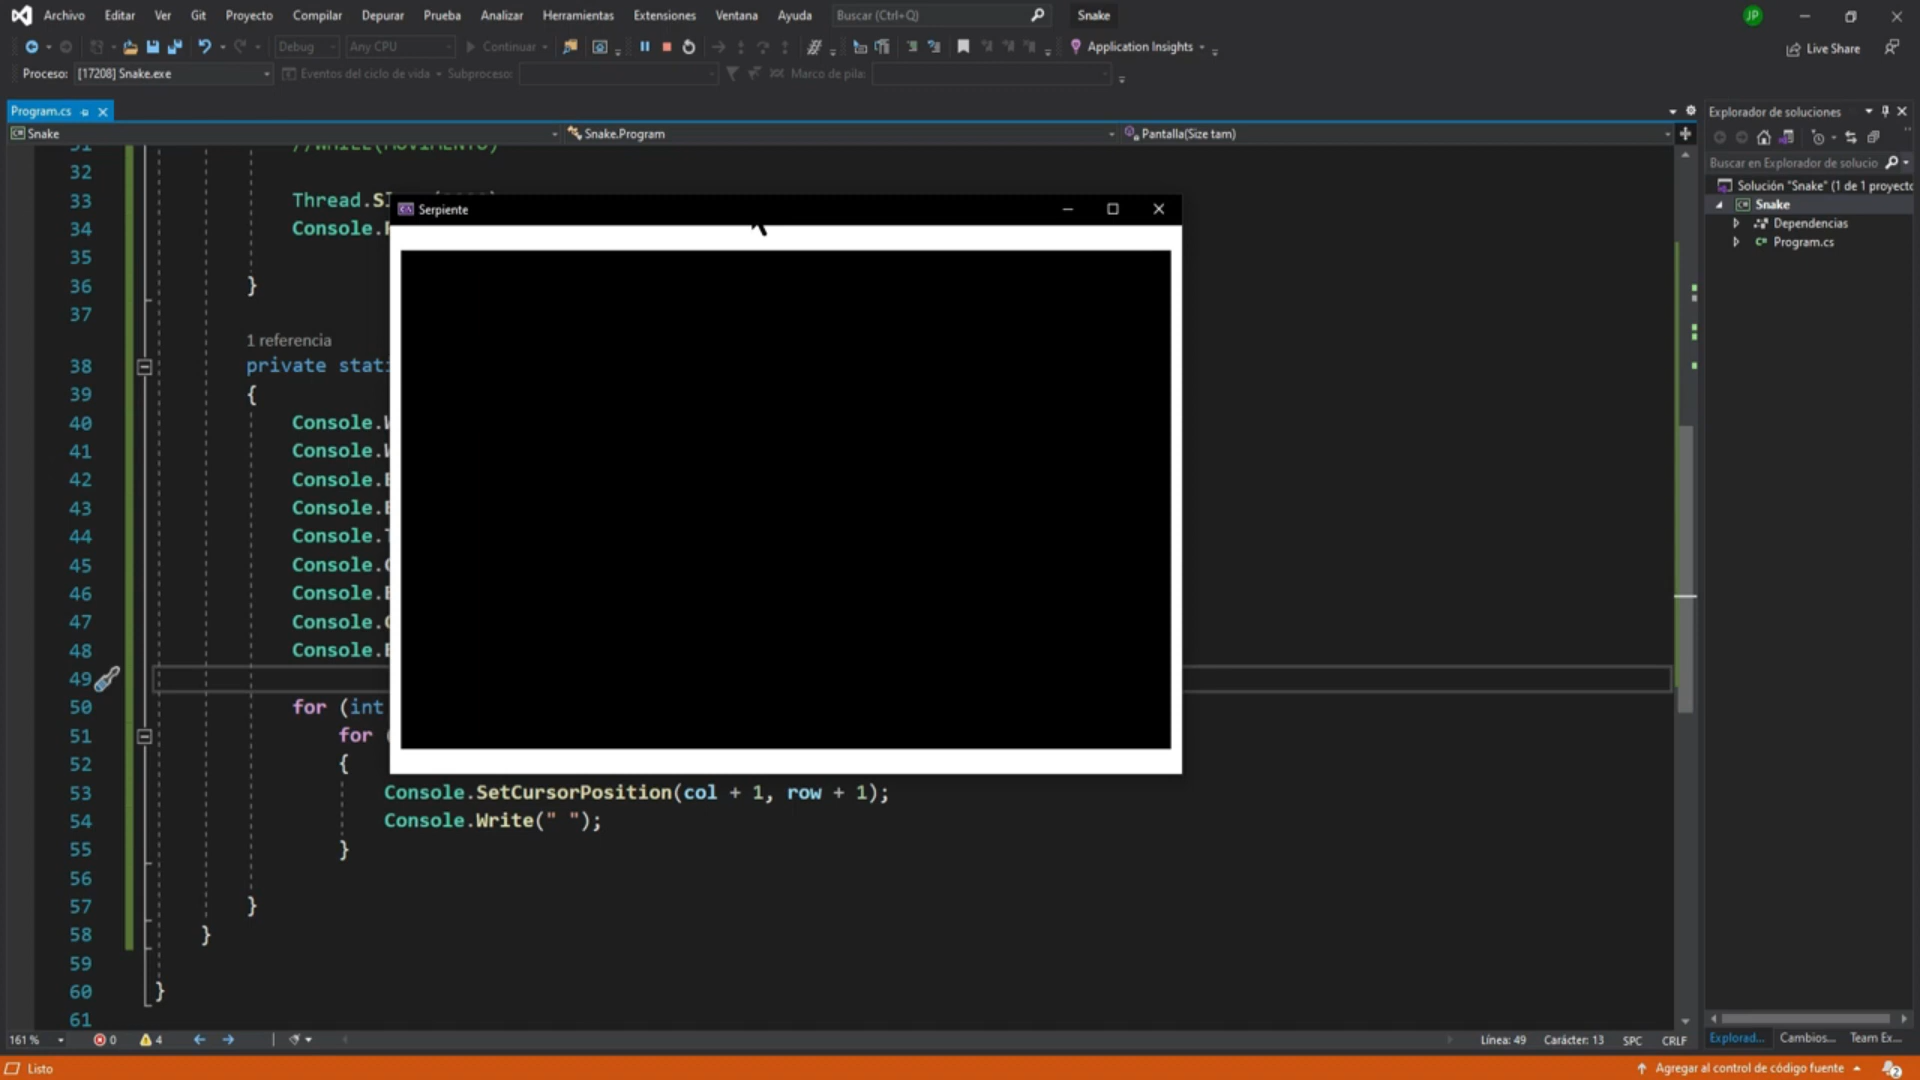 Archivo Editar Ver Git Proyecto Compilar Depurar Prueba Analizar Herramientas Extensiones Ventana Ayuda Buscar (Ctrl+Q) Snake JP
Debug Any CPU Continuar Application Insights Live Share
Proceso: [17208] Snake.exe Eventos del ciclo de vida Subproceso: Marco de pila:
Program.cs
Snake Snake.Program Pantalla(Size tam)
31 //WHILE(MOVIMIENTO)
32
33 Thread.Sl
34 Console.R
35
36 }
37
1 referencia
38 private stati
39 {
40 Console.W
41 Console.W
42 Console.B
43 Console.B
44 Console.T
45 Console.C
46 Console.B
47 Console.C
48 Console.B
49
50 for (int
51 for (
52 {
53 Console.SetCursorPosition(col + 1, row + 1);
54 Console.Write(" ");
55 }
56
57 }
58 }
59
60 }
61
Serpiente
Explorador de soluciones
Buscar en Explorador de solucio
Solución "Snake" (1 de 1 proyecto
Snake
Dependencias
C# Program.cs
161 % 0 4 Línea: 49 Carácter: 13 SPC CRLF
Explorad... Cambios... Team Ex...
Listo Agregar al control de código fuente 2